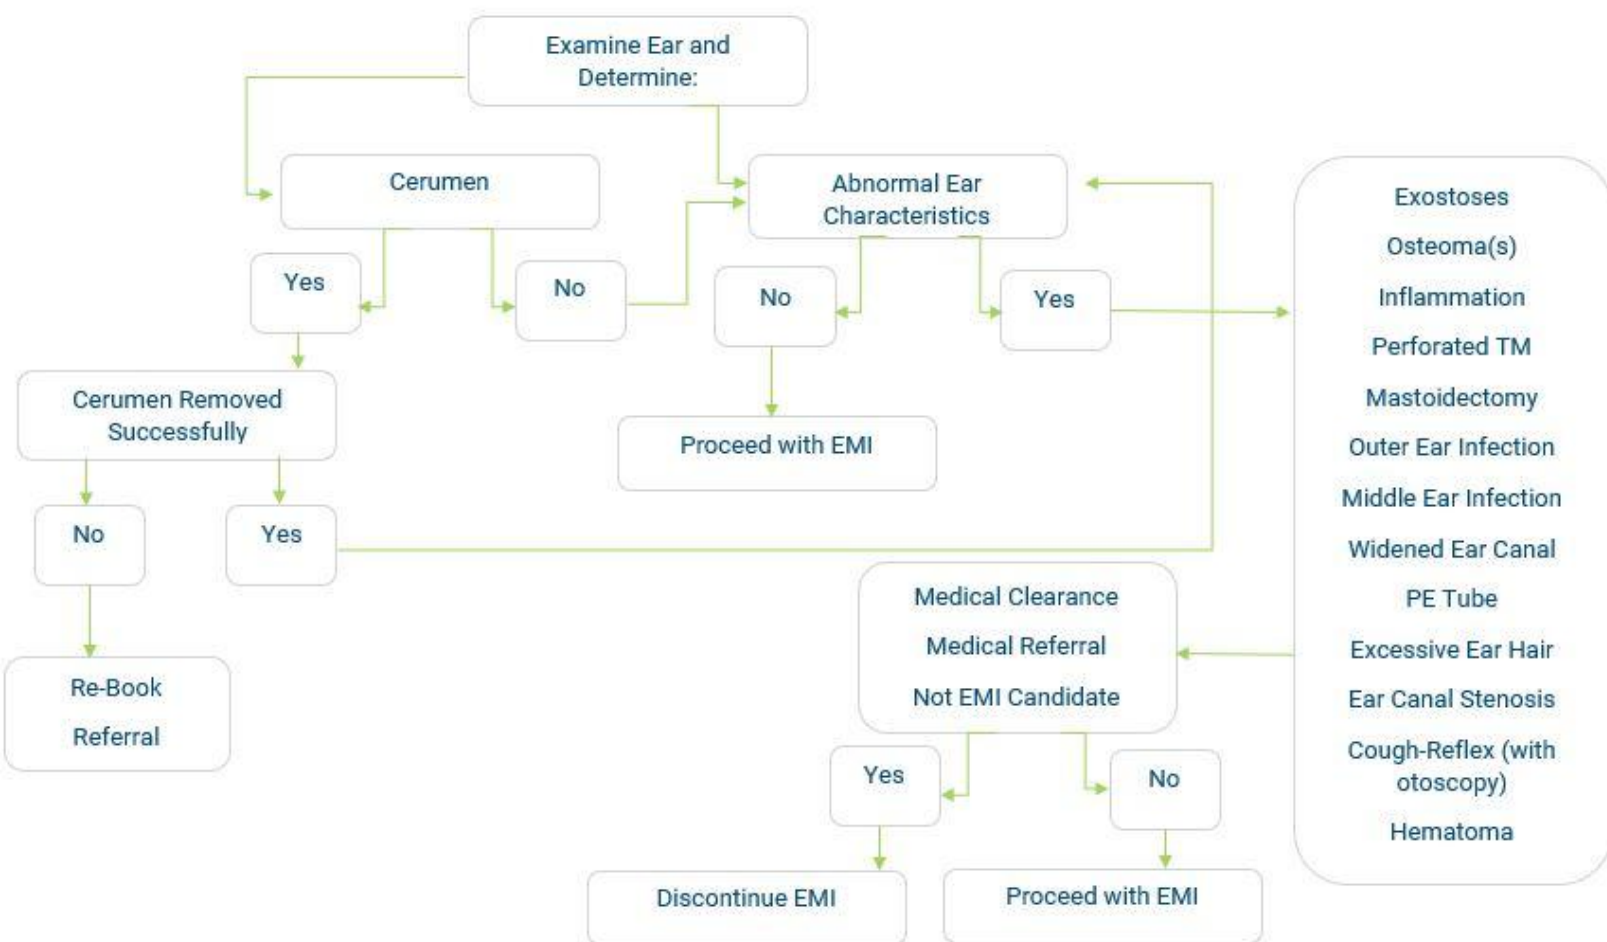 Examine Ear and
Determine:
Cerumen
Abnormal Ear
Characteristics
Yes
No
No
Yes
Cerumen Removed
Successfully
Proceed with EMI
No
Yes
Re-Book
Referral
Exostoses
Osteoma(s)
Inflammation
Perforated TM
Mastoidectomy
Outer Ear Infection
Middle Ear Infection
Widened Ear Canal
PE Tube
Excessive Ear Hair
Ear Canal Stenosis
Cough-Reflex (with
otoscopy)
Hematoma
Medical Clearance
Medical Referral
Not EMI Candidate
Yes
No
Discontinue EMI
Proceed with EMI